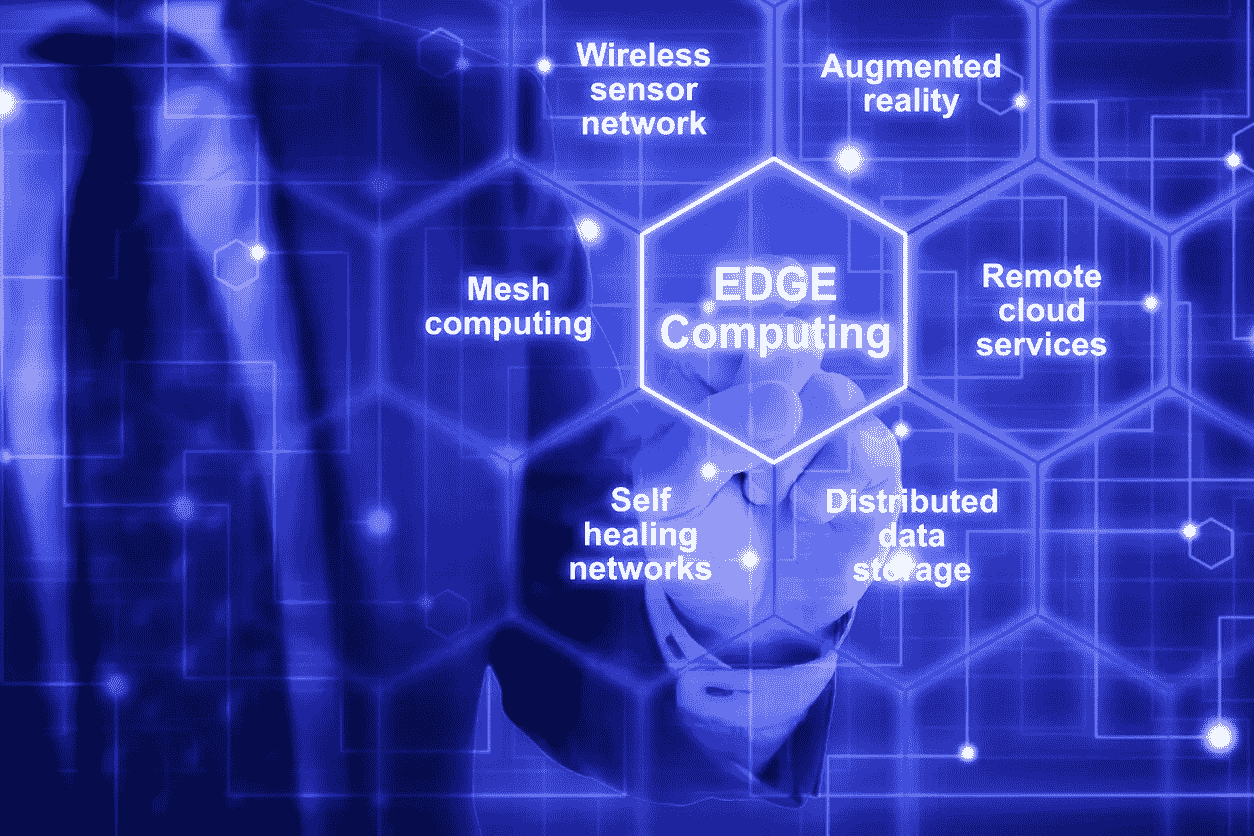 Wireless
sensor
network
Augmented
reality
Mesh
computing
EDGE
Computing
Remote
cloud
services
Self
healing
networks
Distributed
data
storage